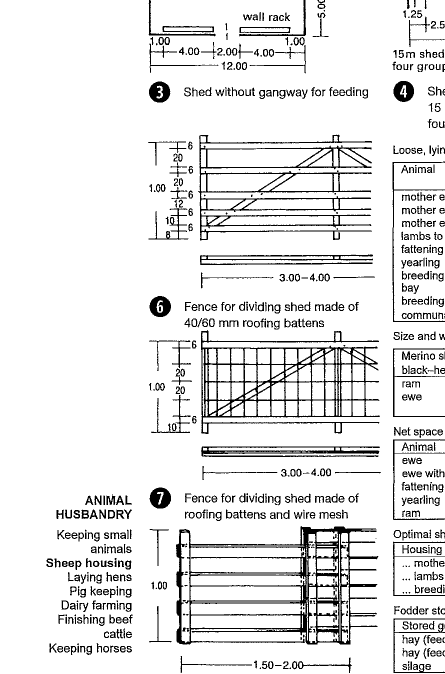 wall rack
5.00
1.00
1.00
4.00
2.00
4.00
12.00
1.25
2.5
15m shed
four group
3 Shed without gangway for feeding
4 She
15
fou
6
20
6
20
1.00
6
12
6
10
6
8
3.00–4.00
6 Fence for dividing shed made of
40/60 mm roofing battens
6
20
1.00
20
20
6
10
3.00–4.00
7 Fence for dividing shed made of
roofing battens and wire mesh
1.00
1.50–2.00
ANIMAL
HUSBANDRY
Keeping small
animals
Sheep housing
Laying hens
Pig keeping
Dairy farming
Finishing beef
cattle
Keeping horses
Loose, lyin
Animal
mother e
mother e
mother e
lambs to
fattening
yearling
breeding
bay
breeding
commun
Size and w
Merino s
black–he
ram
ewe
Net space
Animal
ewe
ewe with
fattening
yearling
ram
Optimal sh
Housing
... mothe
... lambs
... breedi
Fodder sto
Stored g
hay (feed
hay (feed
silage